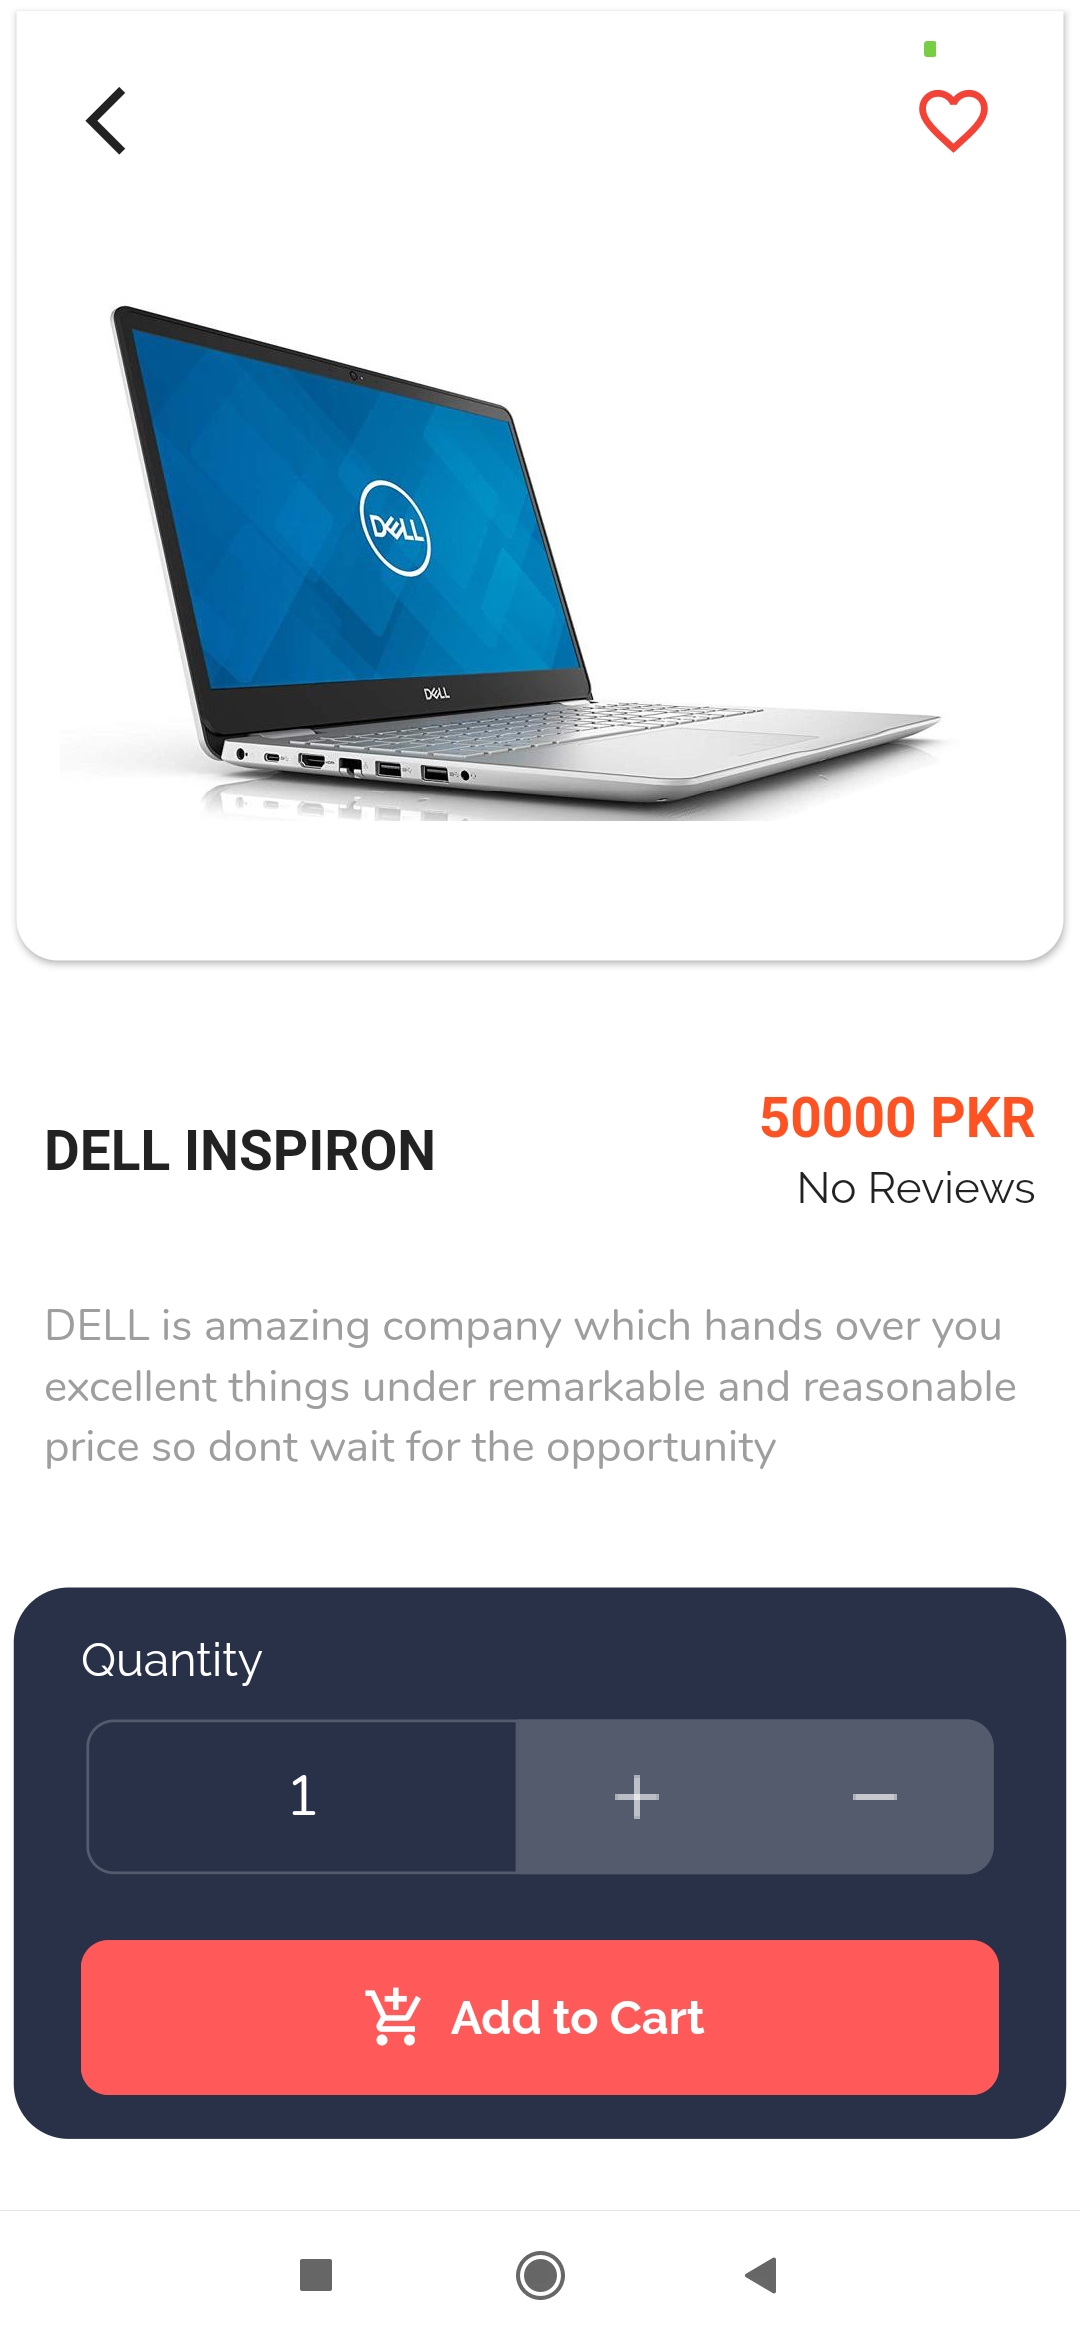 DELL
DELL
DELL INSPIRON
50000 PKR
No Reviews
DELL is amazing company which hands over you
excellent things under remarkable and reasonable
price so dont wait for the opportunity
Quantity
1
Add to Cart